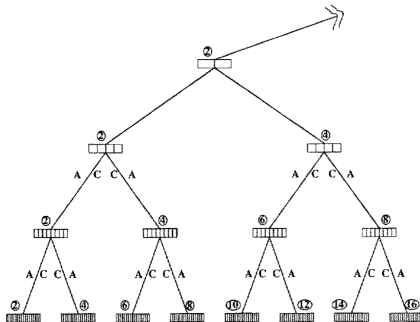 ②
② ④
A C C A A C C A
② ④ ⑥ ⑧
A C C A A C C A A C C A A C C A
② ④ ⑥ ⑧ ⑩ ⑫ ⑭ ⑯